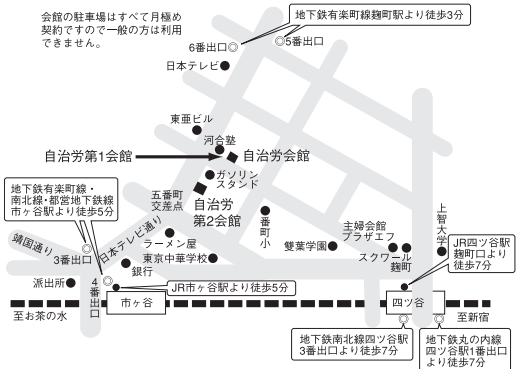 会館の駐車場はすべて月極め
契約ですので一般の方は利用
できません。
地下鉄有楽町線麹町駅より徒歩3分
6番出口
5番出口
日本テレビ
東亜ビル
河合塾
自治労第1会館
自治労会館
ガソリン
スタンド
地下鉄有楽町線・
南北線・都営地下鉄線
市ヶ谷駅より徒歩5分
五番町
交差点
自治労
第2会館
靖国通り
日本テレビ通り
3番出口
ラーメン屋
番町小
上智大学
主婦会館
プラザエフ
雙葉学園
スクワール
麹町
JR四ツ谷駅
麹町口より
徒歩7分
東京中華学校
銀行
派出所
4番出口
JR市ヶ谷駅より徒歩5分
市ヶ谷
四ツ谷
至お茶の水
至新宿
地下鉄南北線四ツ谷駅
3番出口より徒歩7分
地下鉄丸の内線
四ツ谷駅1番出口
より徒歩7分